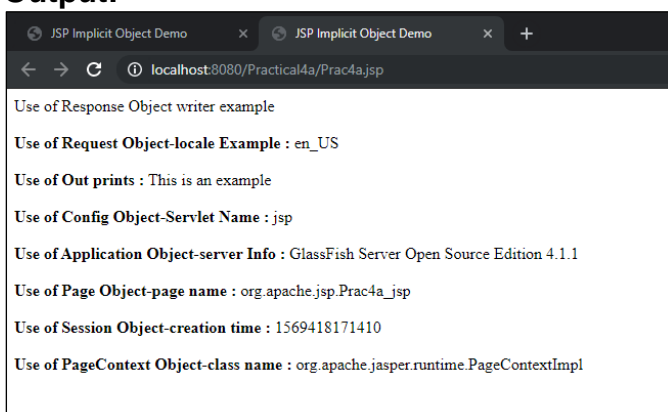 Output:
JSP Implicit Object Demo
JSP Implicit Object Demo
localhost:8080/Practical4a/Prac4a.jsp
Use of Response Object writer example
Use of Request Object-locale Example : en_US
Use of Out prints : This is an example
Use of Config Object-Servlet Name : jsp
Use of Application Object-server Info : GlassFish Server Open Source Edition 4.1.1
Use of Page Object-page name : org.apache.jsp.Prac4a_jsp
Use of Session Object-creation time : 1569418171410
Use of PageContext Object-class name : org.apache.jasper.runtime.PageContextImpl